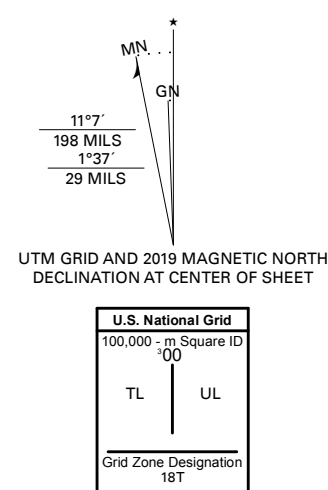 ★
MN
GN
11°7´
198 MILS
1°37´
29 MILS
UTM GRID AND 2019 MAGNETIC NORTH
DECLINATION AT CENTER OF SHEET
U.S. National Grid
100,000 - m Square ID
³00
TL UL
Grid Zone Designation
18T